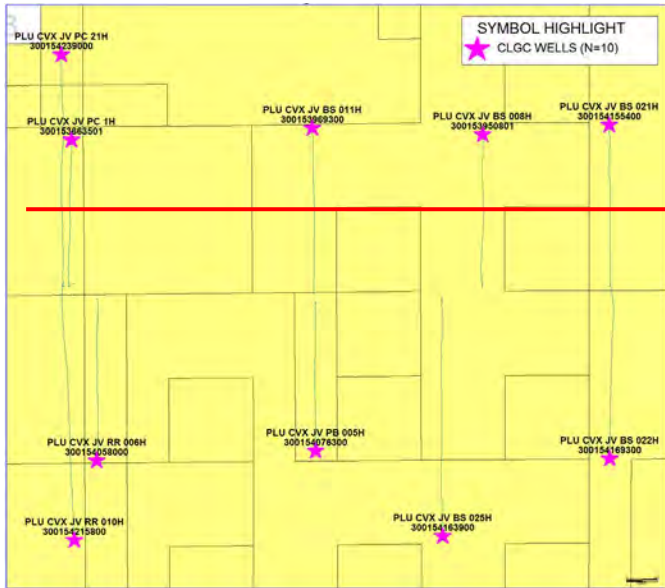 PLU CVX JV PC 21H
300154239000
SYMBOL HIGHLIGHT
CLGC WELLS (N=10)
PLU CVX JV PC 1H
300153663501
PLU CVX JV BS 011H
300153969300
PLU CVX JV BS 008H
300153950801
PLU CVX JV BS 021H
300154155400
PLU CVX JV RR 006H
300154058000
PLU CVX JV PB 005H
300154076300
PLU CVX JV BS 022H
300154169300
PLU CVX JV RR 010H
300154215800
PLU CVX JV BS 025H
300154163900